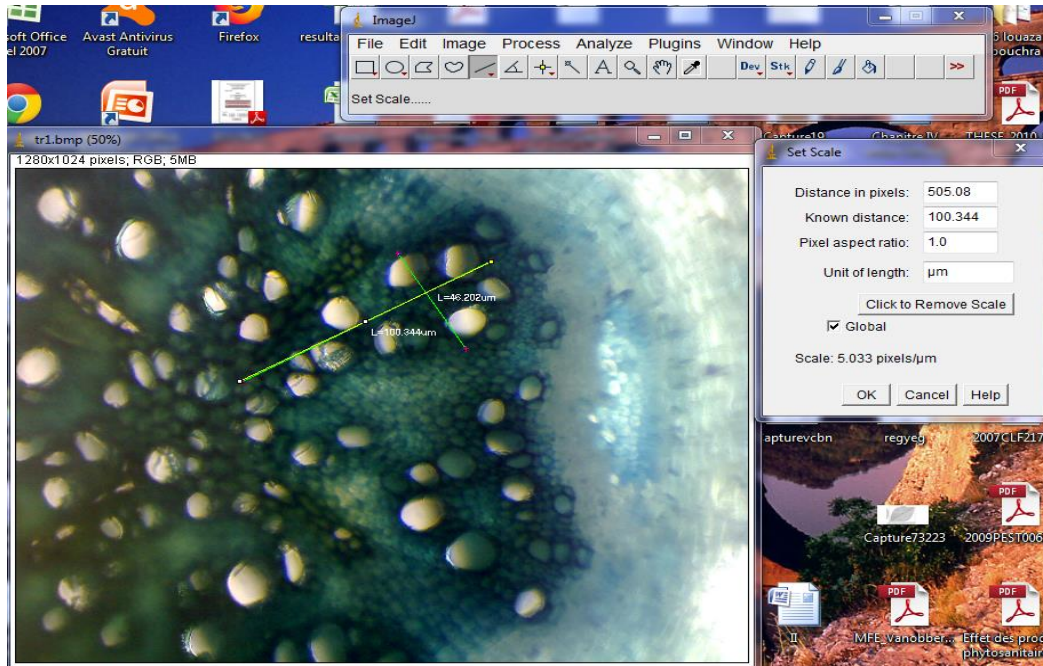 soft Office
el 2007
Avast Antivirus
Gratuit
Firefox
resulta
ImageJ
File Edit Image Process Analyze Plugins Window Help
A Dev Stk >>
Set Scale......
louaza
bouchra
PDF
tr1.bmp (50%)
1280x1024 pixels; RGB; 5MB
L=46.202um
L=100.344um
Capture19
Chapitre IV
THESE_2010
Set Scale
Distance in pixels: 505.08
Known distance: 100.344
Pixel aspect ratio: 1.0
Unit of length: µm
Click to Remove Scale
Global
Scale: 5.033 pixels/µm
OK Cancel Help
apturevcbn
regyeg
2007CLF217
PDF
Capture73223
2009PEST006
PDF
PDF
II
MFE_Vanobber...
Effet des proc
phytosanitair